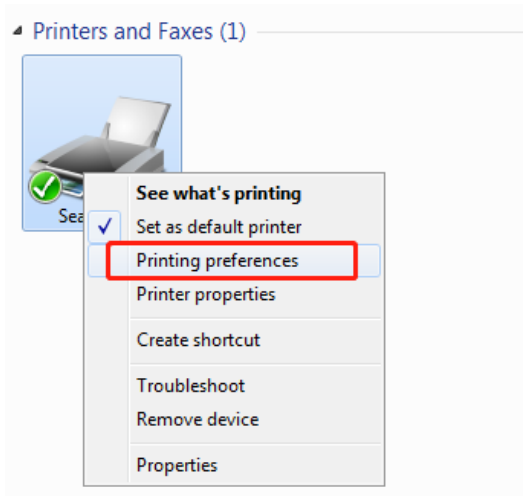 Printers and Faxes (1)
See what's printing
Set as default printer
Printing preferences
Printer properties
Create shortcut
Troubleshoot
Remove device
Properties